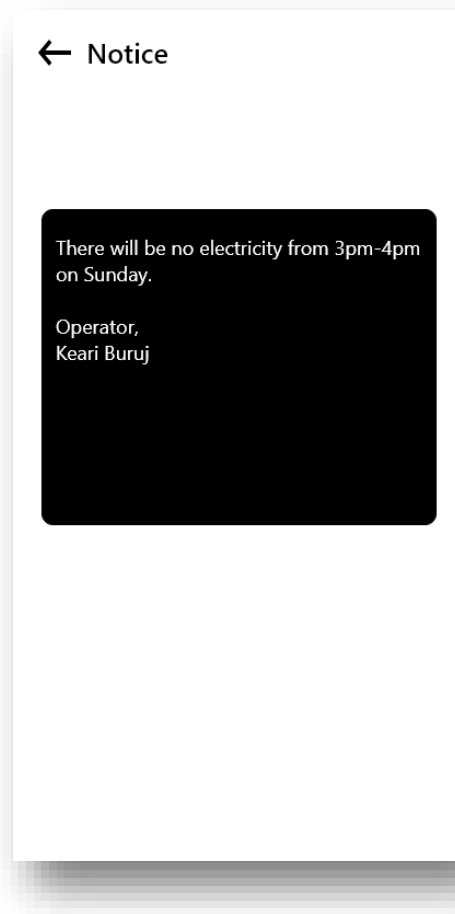 Notice
There will be no electricity from 3pm-4pm
on Sunday.
Operator,
Keari Buruj